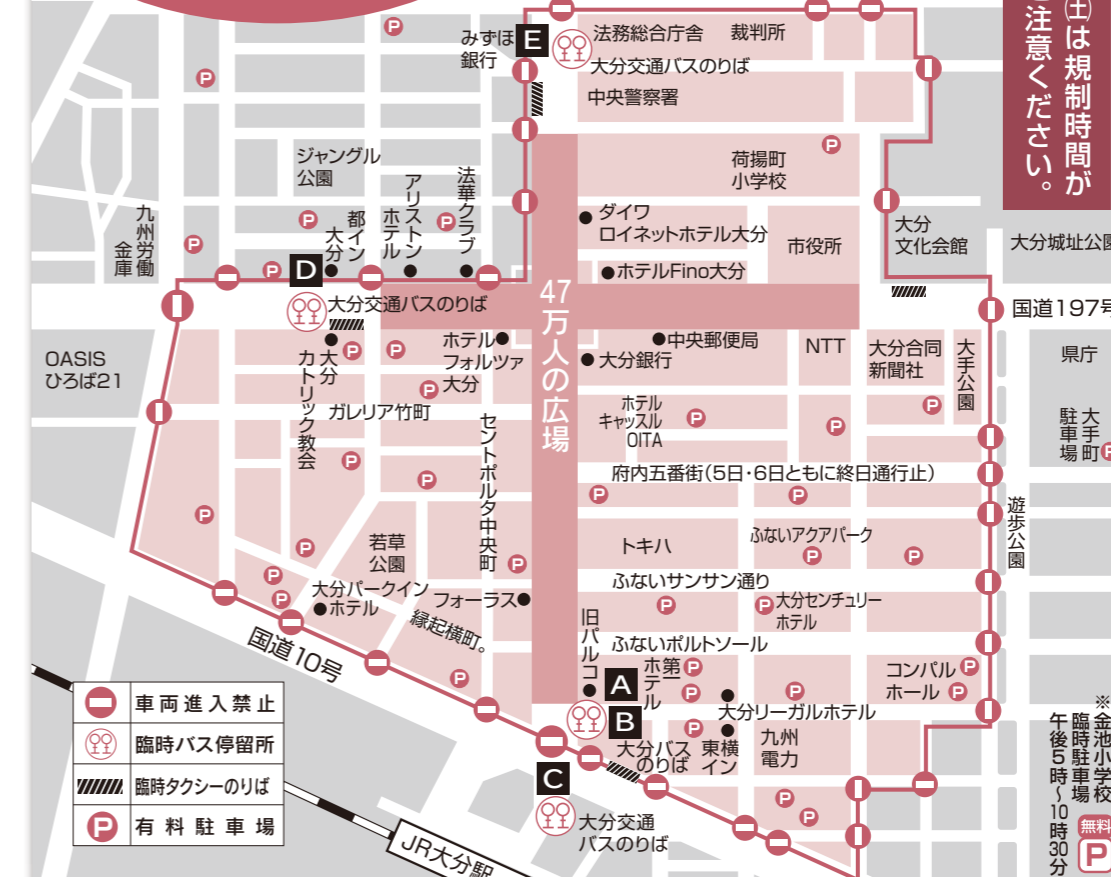 (土)は規制時間が
ご注意ください。
みずほ
銀行
E
法務総合庁舎
裁判所
大分交通バスのりば
中央警察署
P
P
ジャングル
公園
荷揚町
小学校
P
九州労働
金庫
P
P
都イン
大分
アリストン
ホテル
P
法華クラブ
ダイワ
ロイネットホテル大分
市役所
大分
文化会館
大分城址公園
P
D
ホテルFino大分
大分交通バスのりば
47万人の広場
国道197号
OASIS
ひろば21
大分
カトリック教会
P
P
ホテル
フォルツァ
大分
P
中央郵便局
大分銀行
NTT
大分合同
新聞社
大手公園
県庁
ガレリア竹町
ホテル
キャッスル
OITA
P
P
P
大手町
駐車場
P
P
P
セントポルタ中央町
府内五番街(5日・6日ともに終日通行止)
P
P
P
遊歩公園
若草
公園
P
P
トキハ
ふないアクアパーク
P
P
P
P
大分パークイン
ホテル
フォーラス
縁起横町。
ふないサンサン通り
P
P
大分センチュリー
ホテル
国道10号
P
旧パルコ
ふないポルトソール
A
B
第一
ホテル
P
P
P
P
コンパル
ホール
P
P
大分リーガルホテル
大分バス
のりば
東横
イン
九州
電力
P
P
C
大分交通
バスのりば
JR大分駅
車両進入禁止
臨時バス停留所
臨時タクシーのりば
P
有料駐車場
※金池小学校
臨時駐車場
午後5時～10時30分
無料
P